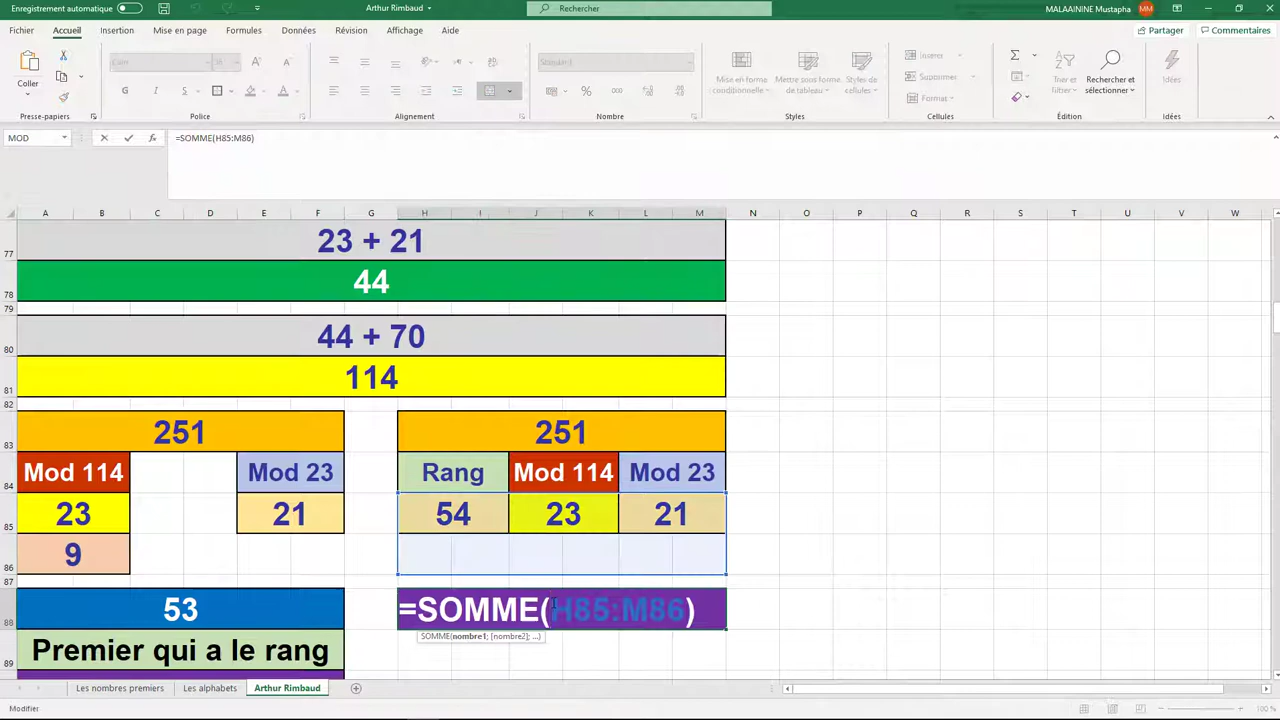 Enregistrement automatique
Arthur Rimbaud
Rechercher
MALAAININE Mustapha
MM
Fichier Accueil Insertion Mise en page Formules Données Révision Affichage Aide
Partager Commentaires
Coller
Presse-papiers
Police
Alignement
Standard
Nombre
Mise en forme conditionnelle
Mettre sous forme de tableau
Styles de cellules
Styles
Insérer
Supprimer
Format
Cellules
Trier et filtrer
Rechercher et sélectionner
Édition
Idées
Idées
MOD
=SOMME(H85:M86)
A B C D E F G H I J K L M N O P Q R S T U V W
77 23 + 21
78 44
79
80 44 + 70
81 114
82
83 251 251
84 Mod 114 Mod 23 Rang Mod 114 Mod 23
85 23 21 54 23 21
86 9
87
88 53 =SOMME(H85:M86)
SOMME(nombre1; [nombre2]; ...)
89 Premier qui a le rang
Les nombres premiers Les alphabets Arthur Rimbaud
Modifier
100 %